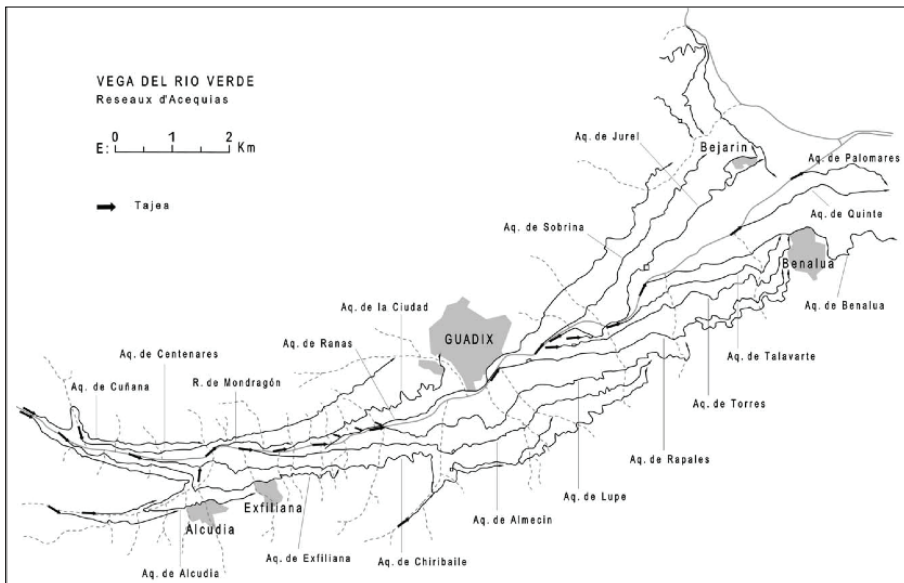 VEGA DEL RIO VERDE
Reseaux d'Acequias
0 1 2
E: Km
Tajea
Aq. de Jurel
Bejarin
Aq. de Palomares
Aq. de Quinte
Aq. de Sobrina
Benalua
Aq. de Benalua
Aq. de la Ciudad
GUADIX
Aq. de Ranas
Aq. de Centenares
R. de Mondragón
Aq. de Cuñana
Aq. de Talavarte
Aq. de Torres
Aq. de Rapales
Aq. de Lupe
Aq. de Almecin
Exfiliana
Alcudia
Aq. de Exfiliana
Aq. de Chiribaile
Aq. de Alcudia